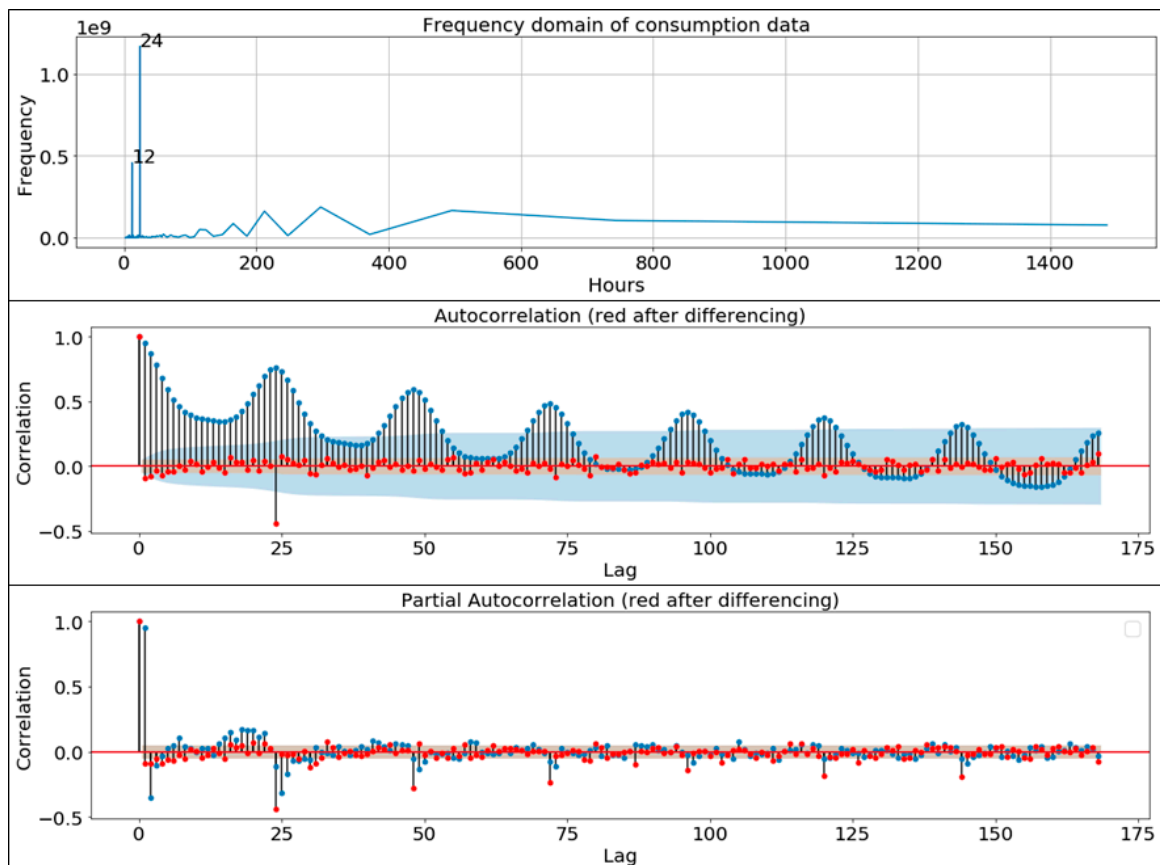 Frequency domain of consumption data
1e9
24
12
1.0
0.5
0.0
Frequency
0 200 400 600 800 1000 1200 1400
Hours
Autocorrelation (red after differencing)
1.0
0.5
0.0
−0.5
Correlation
0 25 50 75 100 125 150 175
Lag
Partial Autocorrelation (red after differencing)
1.0
0.5
0.0
−0.5
Correlation
0 25 50 75 100 125 150 175
Lag